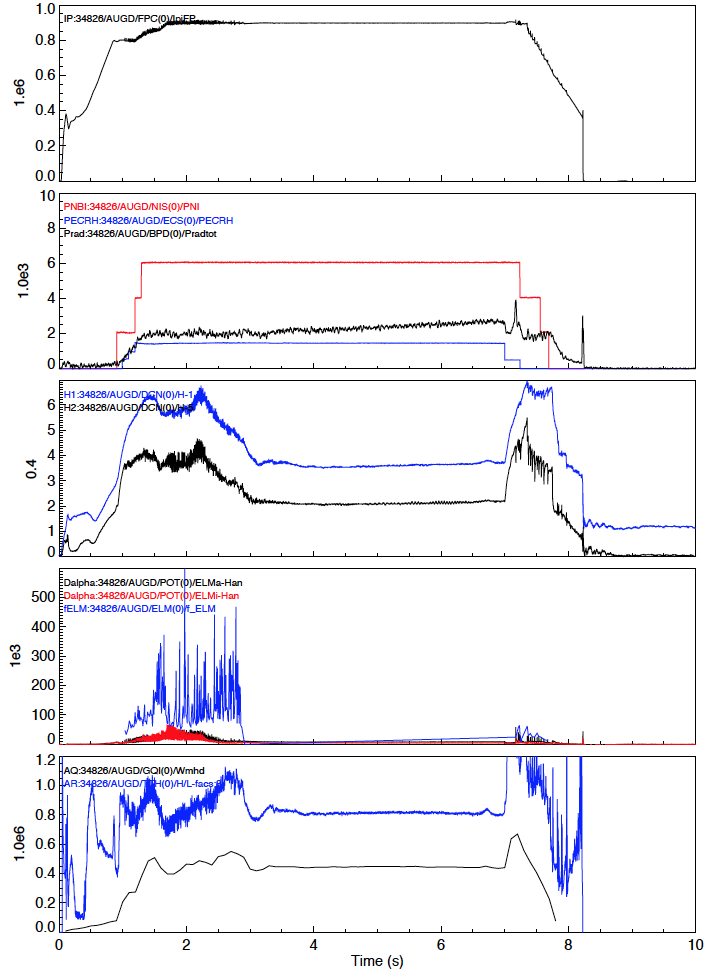 1.0
IP:34826/AUGD/FPC(0)/IpiFP
0.8
0.6
1.e6
0.4
0.2
0.0
10
PNBI:34826/AUGD/NIS(0)/PNI
PECRH:34826/AUGD/ECS(0)/PECRH
Prad:34826/AUGD/BPD(0)/Pradtot
8
6
1.0e3
4
2
0
H1:34826/AUGD/DCN(0)/H-1
H2:34826/AUGD/DCN(0)/H-5
6
5
4
0.4
3
2
1
0
Dalpha:34826/AUGD/POT(0)/ELMa-Han
Dalpha:34826/AUGD/POT(0)/ELMi-Han
fELM:34826/AUGD/ELM(0)/f_ELM
500
400
1e3
300
200
100
0
1.2
AQ:34826/AUGD/GQI(0)/Wmhd
1.0
0.8
1.0e6
0.6
0.4
0.2
0.0
0 2 4 6 8 10
Time (s)